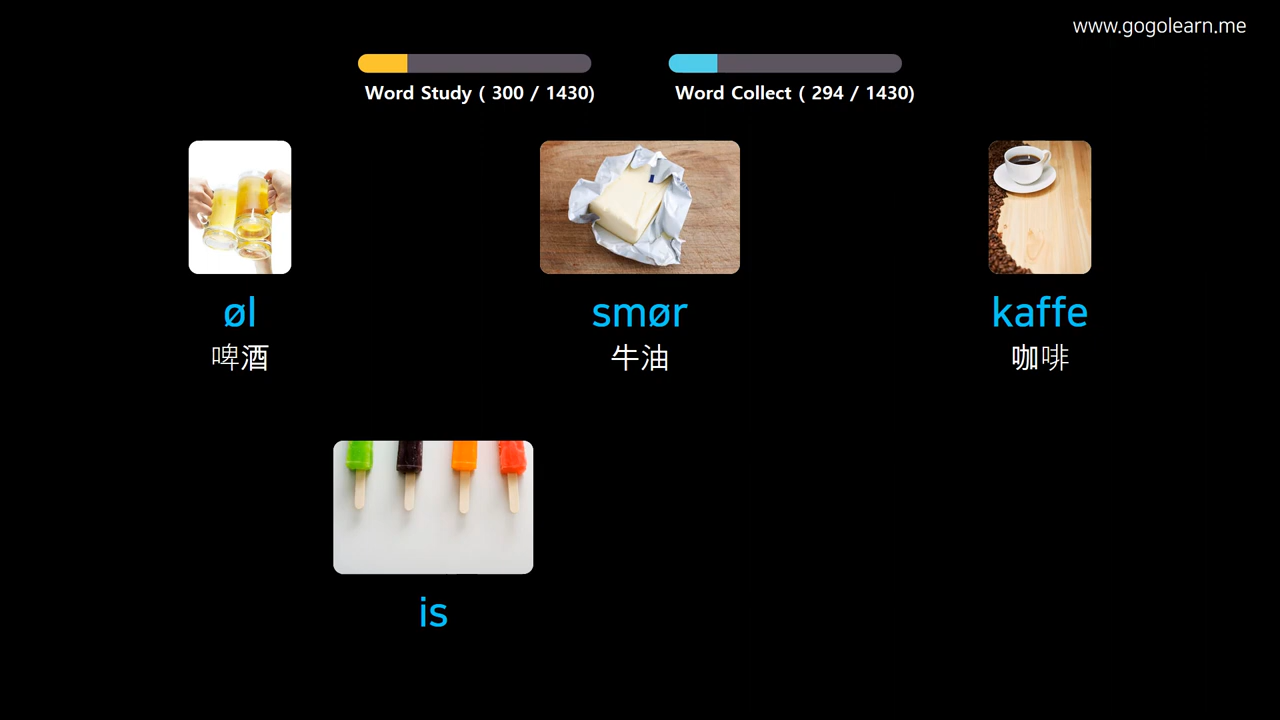 www.gogolearn.me
Word Study ( 300 / 1430)
Word Collect ( 294 / 1430)
øl
啤酒
smør
牛油
kaffe
咖啡
is